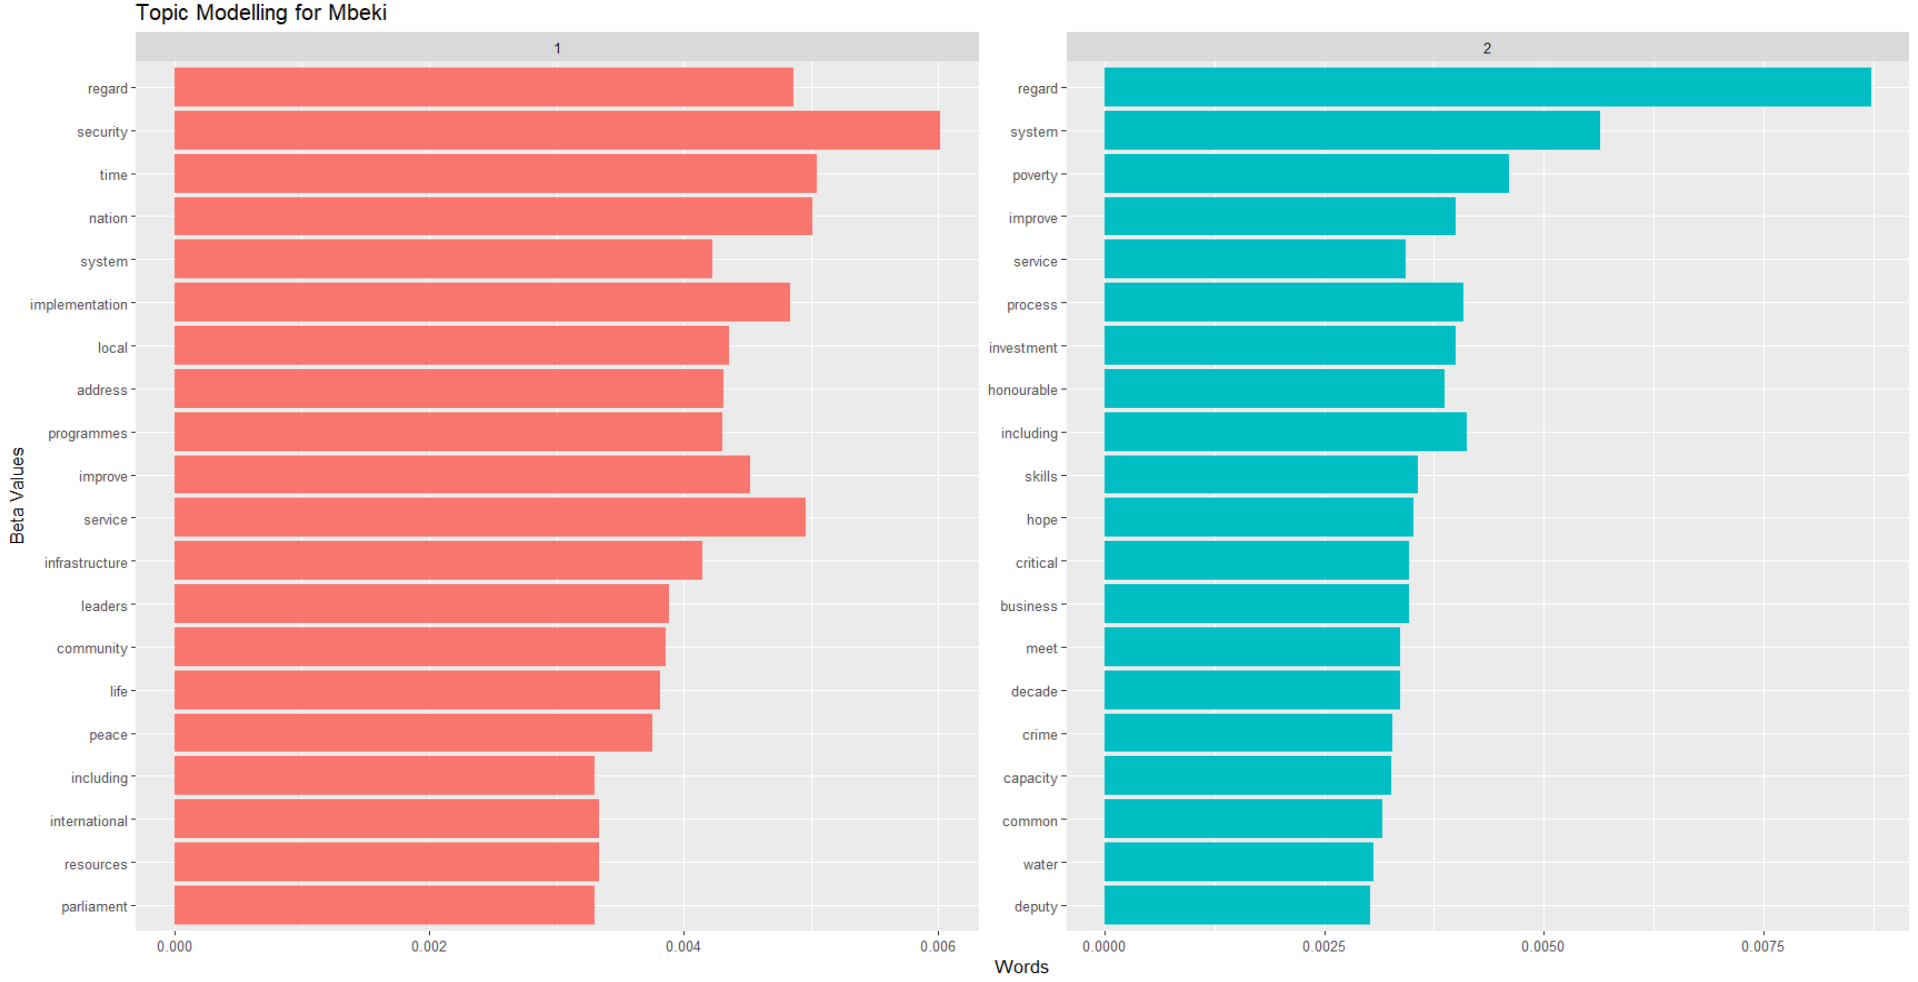 Topic Modelling for Mbeki
1
regard
security
time
nation
system
implementation
local
address
programmes
improve
service
infrastructure
leaders
community
life
peace
including
international
resources
parliament
0.000 0.002 0.004 0.006
2
regard
system
poverty
improve
service
process
investment
honourable
including
skills
hope
critical
business
meet
decade
crime
capacity
common
water
deputy
0.0000 0.0025 0.0050 0.0075
Beta Values
Words